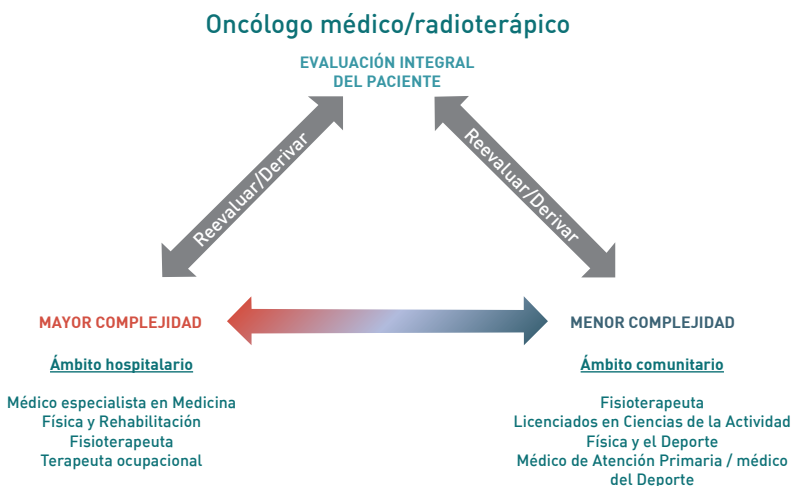 Oncólogo médico/radioterápico
EVALUACIÓN INTEGRAL
DEL PACIENTE
Reevaluar/Derivar
Reevaluar/Derivar
MAYOR COMPLEJIDAD
MENOR COMPLEJIDAD
Ámbito hospitalario
Médico especialista en Medicina
Física y Rehabilitación
Fisioterapeuta
Terapeuta ocupacional
Ámbito comunitario
Fisioterapeuta
Licenciados en Ciencias de la Actividad
Física y el Deporte
Médico de Atención Primaria / médico
del Deporte